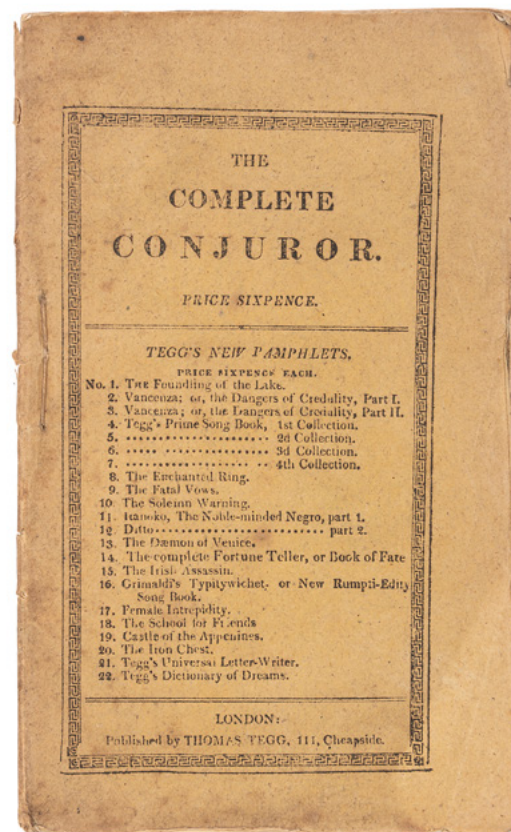 THE
COMPLETE
CONJUROR.
PRICE SIXPENCE.
TEGG'S NEW PAMPHLETS,
PRICE SIXPENCE EACH.
No. 1. THE Foundling of the Lake.
2. Vancenza; or, the Dangers of Credulity, Part I.
3. Vancenza; or, the Dangers of Credulity, Part II.
4. Tegg's Prime Song Book, 1st Collection.
5. ........................ 2d Collection.
6. ..... .................. 3d Collection.
7. ..................... .. 4th Collection.
8. The Enchanted Ring.
9. The Fatal Vows.
10. The Solemn Warning.
11. The Noble-minded Negro, part 1.
12. Ditto............................. part 2.
13. The Dæmon of Venice.
14. The complete Fortune Teller, or Book of Fate
15. The Irish Assassin.
16. Grimaldi's Typitywichet, or New Rumpti-Edity
Song Book.
17. Female Intrepidity.
18. The School for Friends
19. Castle of the Appenines.
20. The Iron Chest.
21. Tegg's Universal Letter-Writer.
22. Tegg's Dictionary of Dreams.
LONDON:
Published by THOMAS TEGG, 111, Cheapside.